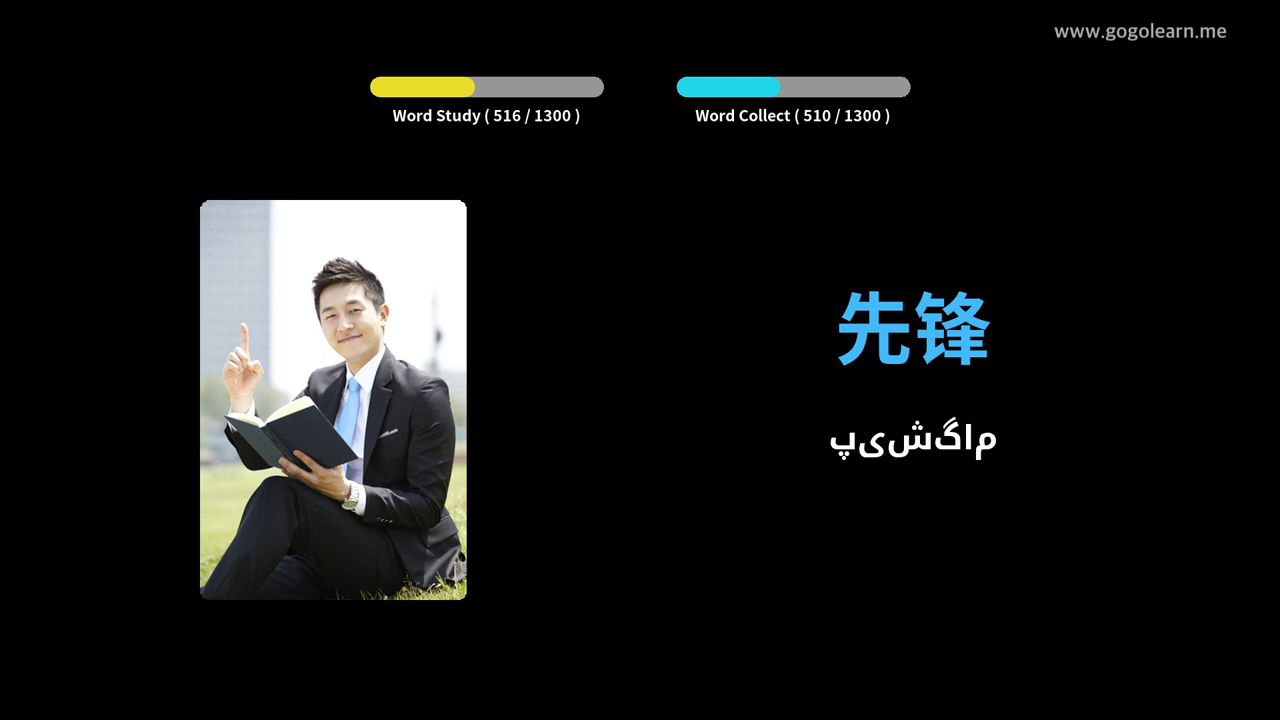 www.gogolearn.me
Word Study ( 516 / 1300 )
Word Collect ( 510 / 1300 )
先锋
پیشگام